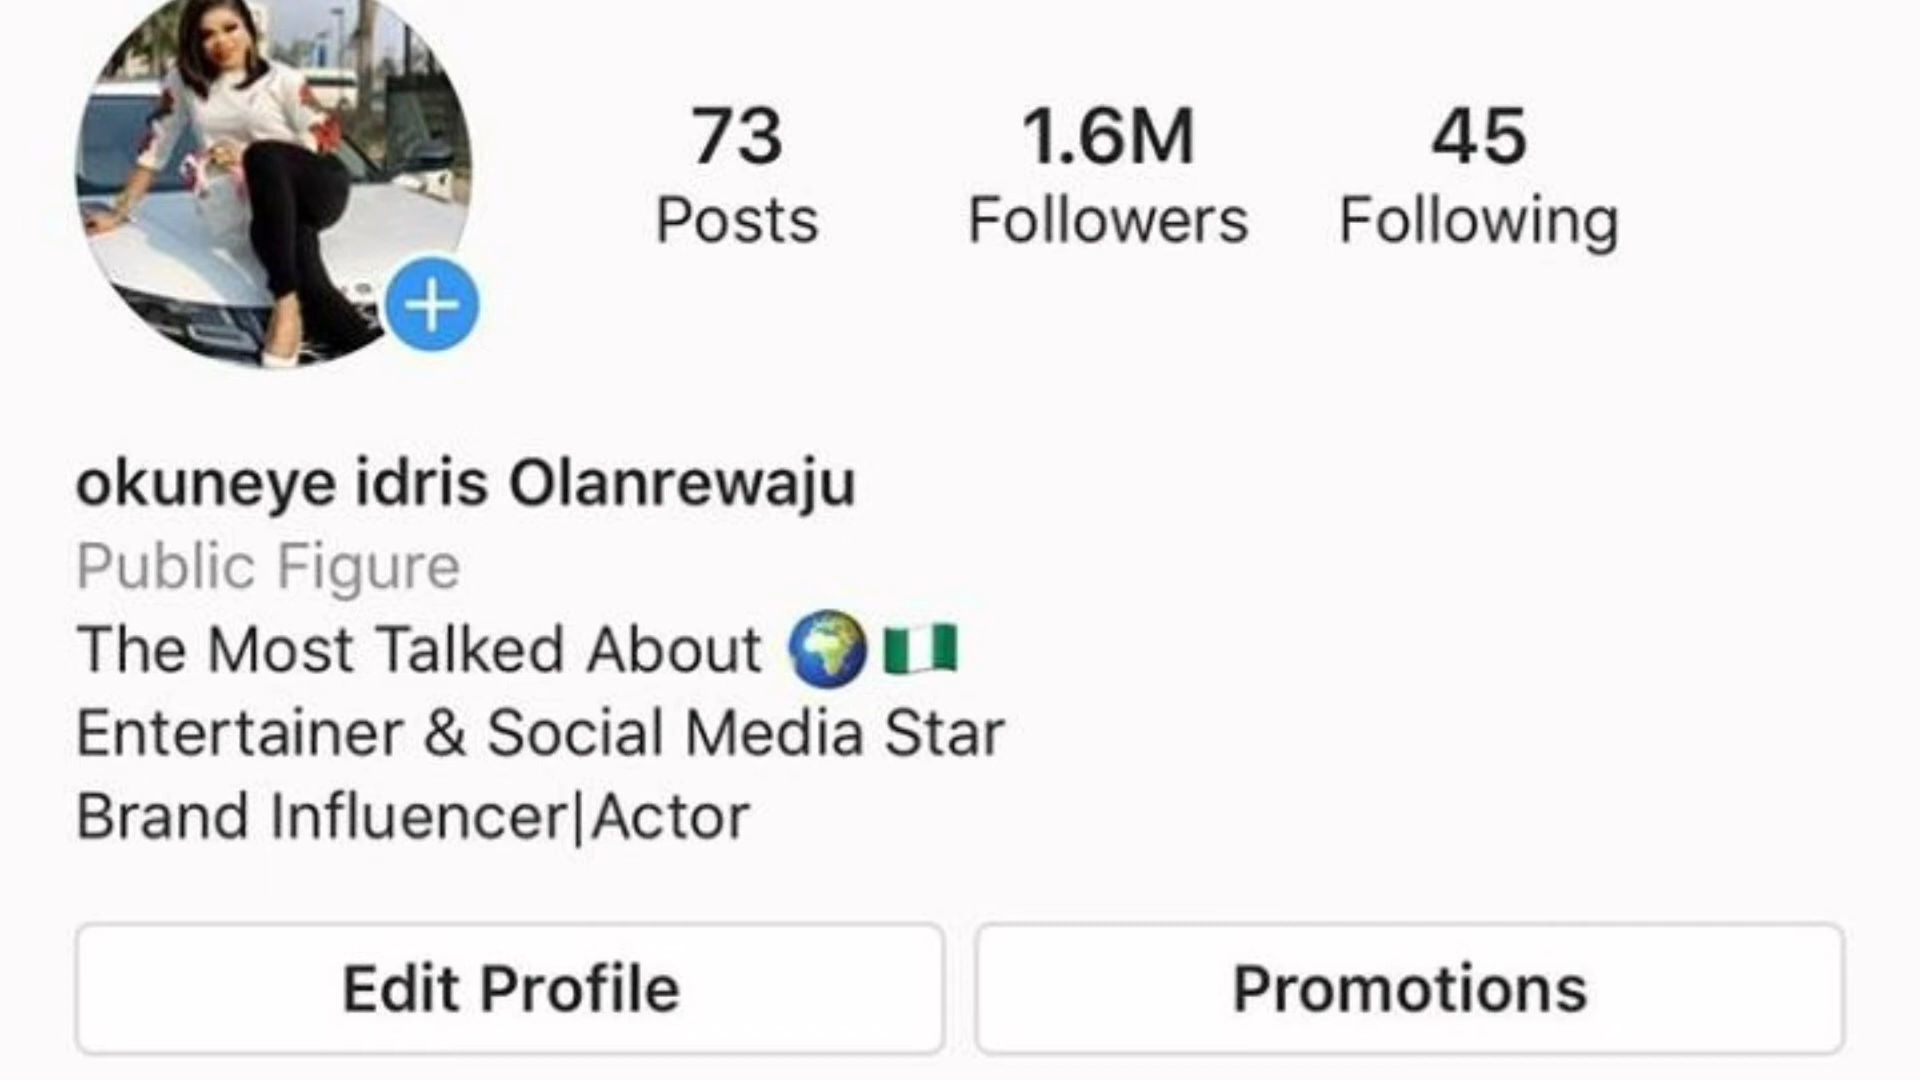 73 1.6M 45
Posts Followers Following
okuneye idris Olanrewaju
Public Figure
The Most Talked About 🌍🇳🇬
Entertainer & Social Media Star
Brand Influencer|Actor
Edit Profile Promotions